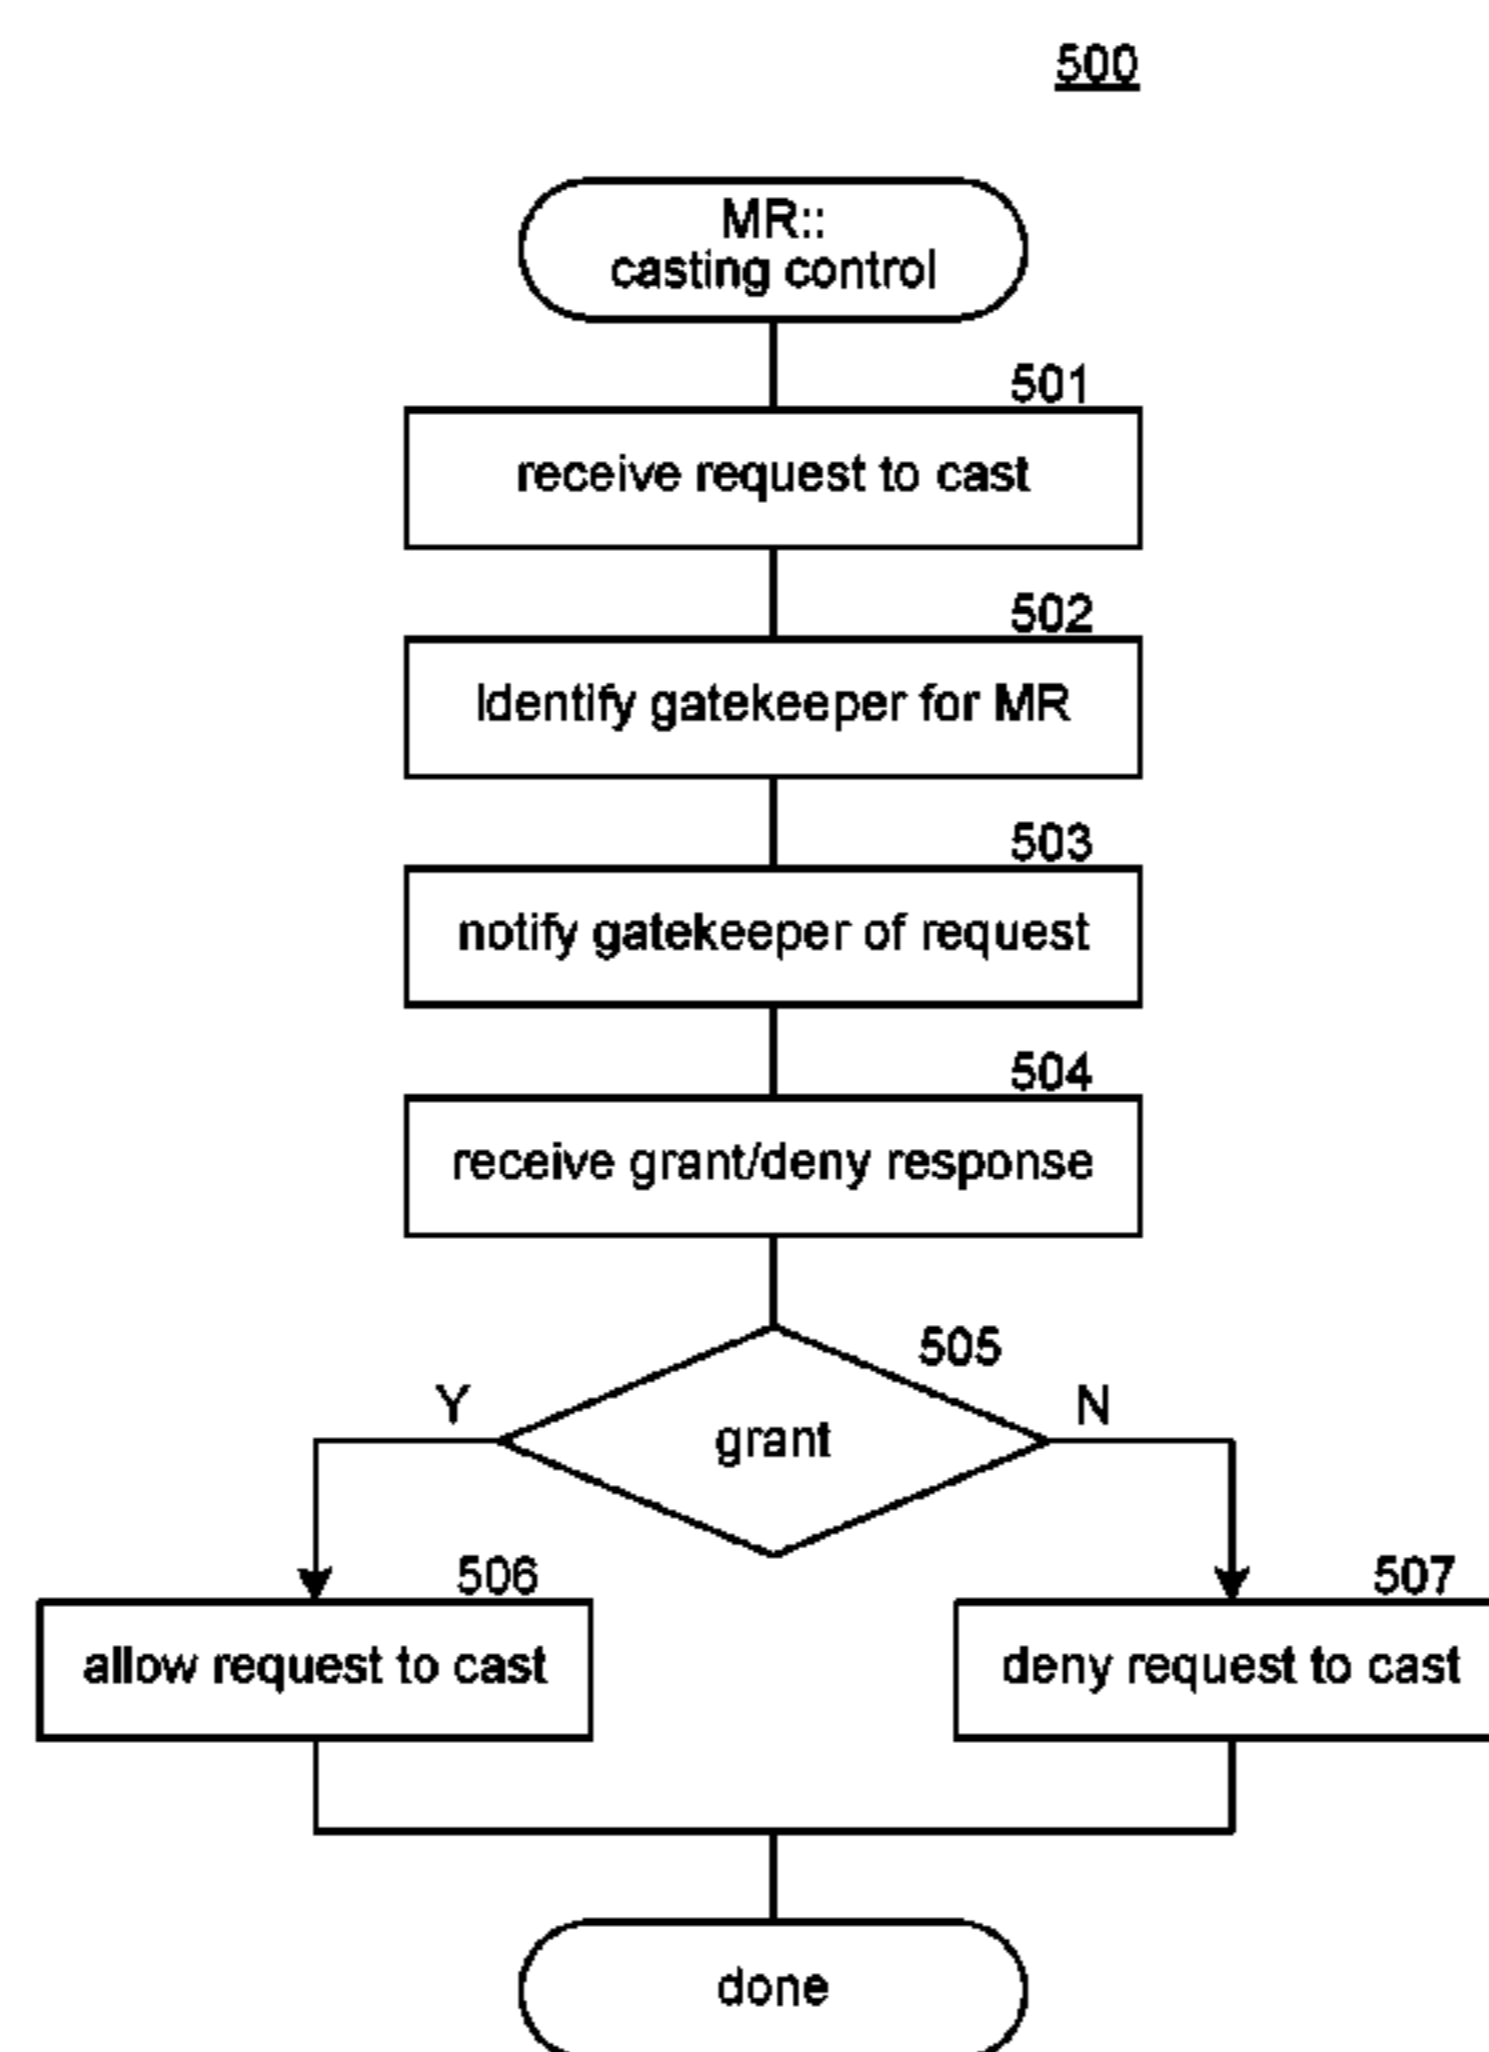 500
MR::
casting control
501
receive request to cast
502
Identify gatekeeper for MR
503
notify gatekeeper of request
504
receive grant/deny response
505
Y
N
grant
506
507
allow request to cast
deny request to cast
done